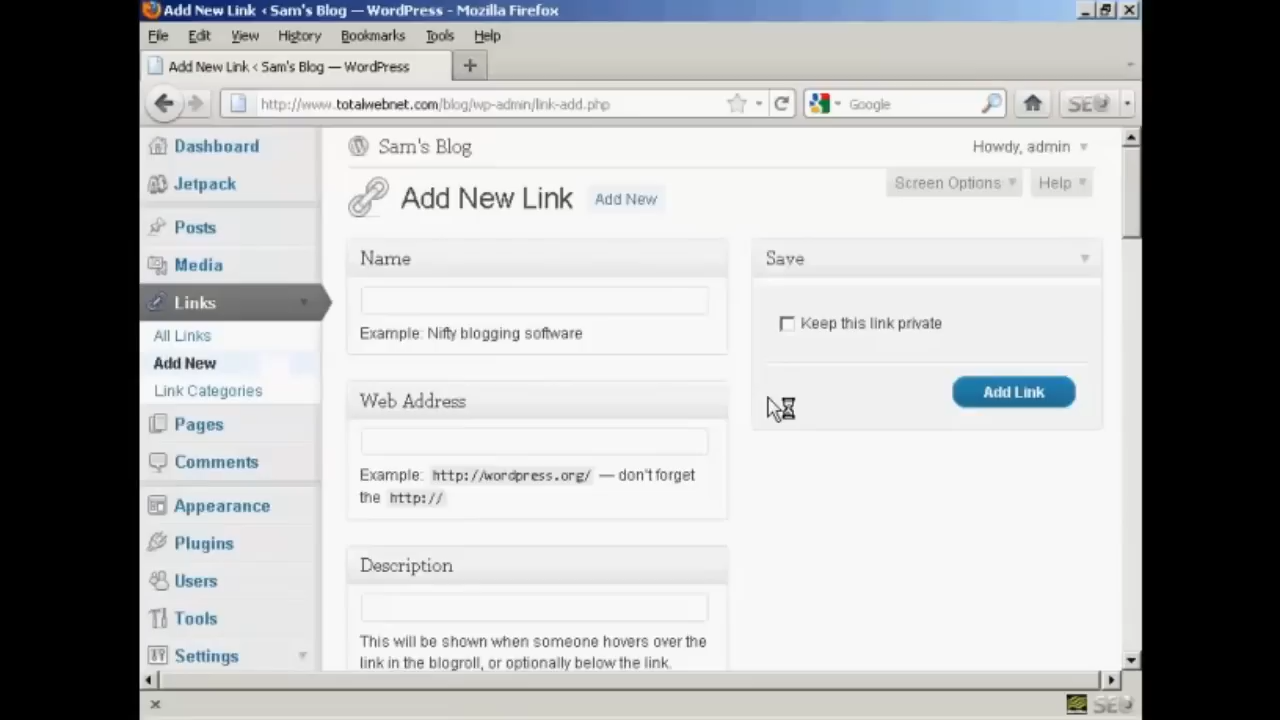 Add New Link ‹ Sam's Blog — WordPress - Mozilla Firefox
File Edit View History Bookmarks Tools Help
Add New Link ‹ Sam's Blog — WordPress
http://www.totalwebnet.com/blog/wp-admin/link-add.php
Google
SEO
Dashboard
Jetpack
Posts
Media
Links
All Links
Add New
Link Categories
Pages
Comments
Appearance
Plugins
Users
Tools
Settings
Sam's Blog
Howdy, admin
Screen Options
Help
Add New Link
Add New
Name
Example: Nifty blogging software
Web Address
Example: http://wordpress.org/ — don't forget
the http://
Description
This will be shown when someone hovers over the
link in the blogroll, or optionally below the link.
Save
Keep this link private
Add Link
SEO